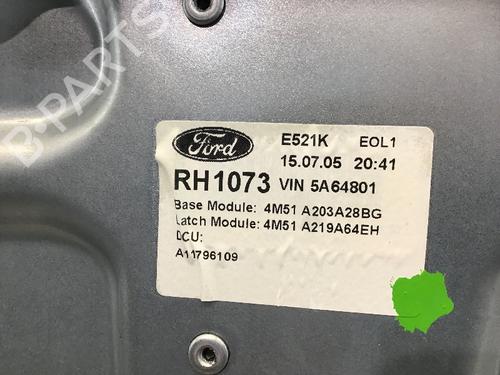 B-PARTS
Ford
E521K EOL1
15.07.05 20:41
RH1073 VIN 5A64801
Base Module: 4M51 A203A28BG
Latch Module: 4M51 A219A64EH
DCU:
A11796109